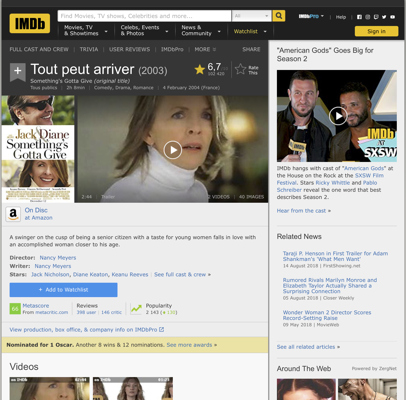 IMDb
Find Movies, TV shows, Celebrities and more...
All
IMDbPro
Help
Movies, TV
& Showtimes
Celebs, Events
& Photos
News &
Community
Watchlist
Sign in
FULL CAST AND CREW | TRIVIA | USER REVIEWS | IMDbPro | MORE
SHARE
Tout peut arriver (2003)
Something's Gotta Give (original title)
Tous publics | 2h 8min | Comedy, Drama, Romance | 4 February 2004 (France)
6,7
Rate
This
Jack Diane
Something's
Gotta Give
2:44
Trailer
2 VIDEOS | 40 IMAGES
On Disc
at Amazon
A swinger on the cusp of being a senior citizen with a taste for young women falls in love with
an accomplished woman closer to his age.
Director: Nancy Meyers
Writer: Nancy Meyers
Stars: Jack Nicholson, Diane Keaton, Keanu Reeves | See full cast & crew »
+ Add to Watchlist
Metascore
From metacritic.com
Reviews
398 user | 146 critic
Popularity
2 143
View production, box office, & company info on IMDbPro
Nominated for 1 Oscar. Another 8 wins & 12 nominations. See more awards »
Videos
"American Gods" Goes Big for
Season 2
IMDb
at
SXSW
IMDb hangs with cast of "American Gods" at
the House on the Rock at the SXSW Film
Festival. Stars Ricky Whittle and Pablo
Schreiber reveal the one word that best
describes Season 2.
Hear from the cast »
Related News
Taraji P. Henson in First Trailer for Adam
Shankman's 'What Men Want'
14 August 2018 | FirstShowing.net
Rumored Rivals Marilyn Monroe and
Elizabeth Taylor Actually Shared a
Surprising Connection
05 August 2018 | Closer Weekly
Wonder Woman 2 Director Scores
Record-Setting Raise
09 May 2018 | MovieWeb
See all related articles »
Around The Web
Powered by ZergNet